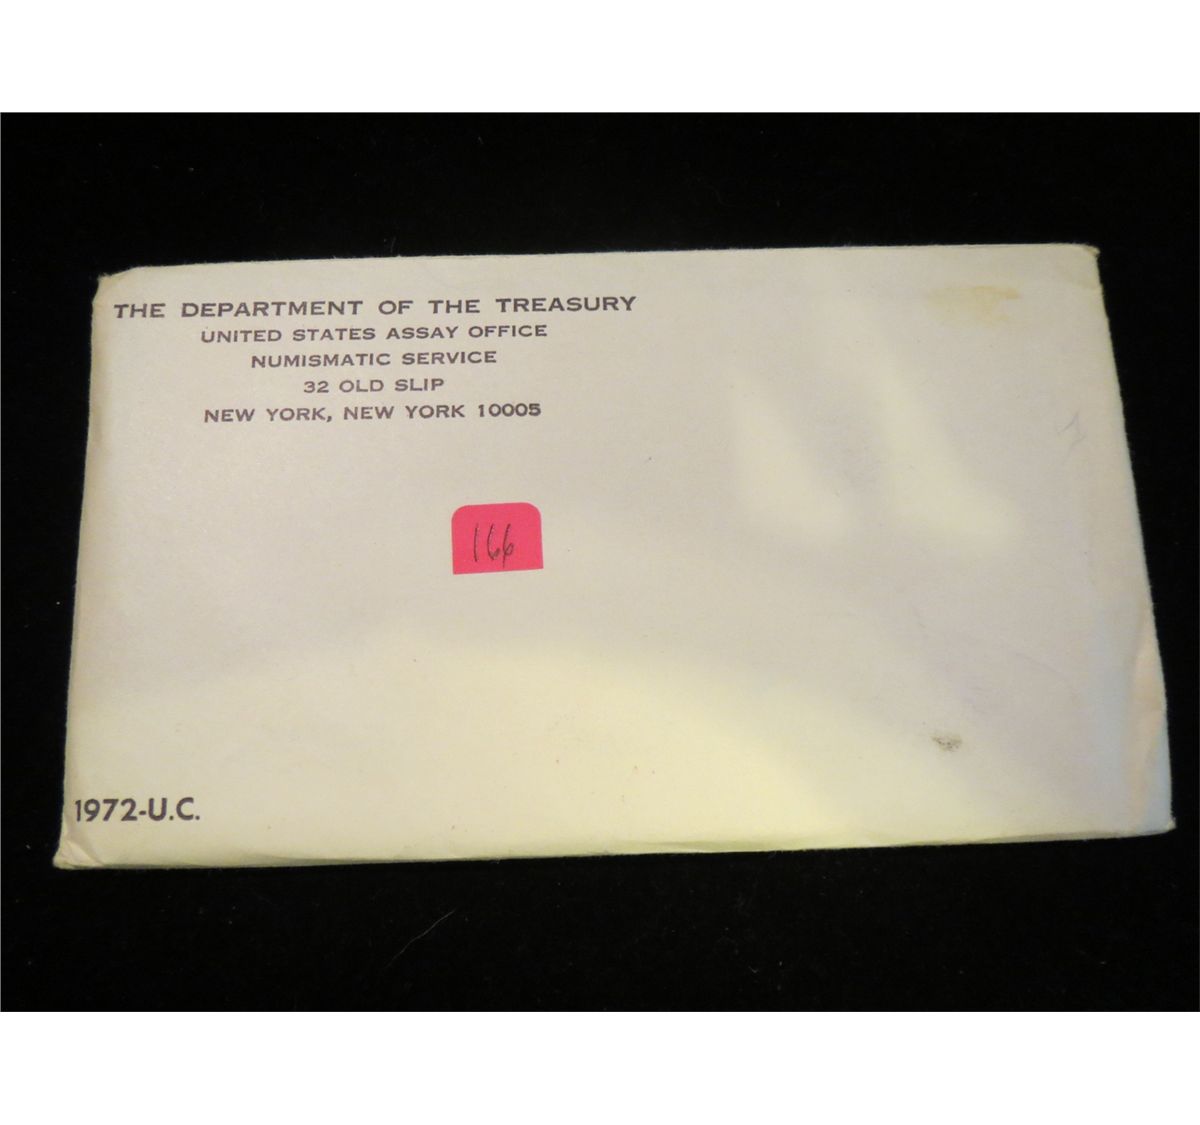 THE DEPARTMENT OF THE TREASURY
UNITED STATES ASSAY OFFICE
NUMISMATIC SERVICE
32 OLD SLIP
NEW YORK, NEW YORK 10005
166
1972-U.C.